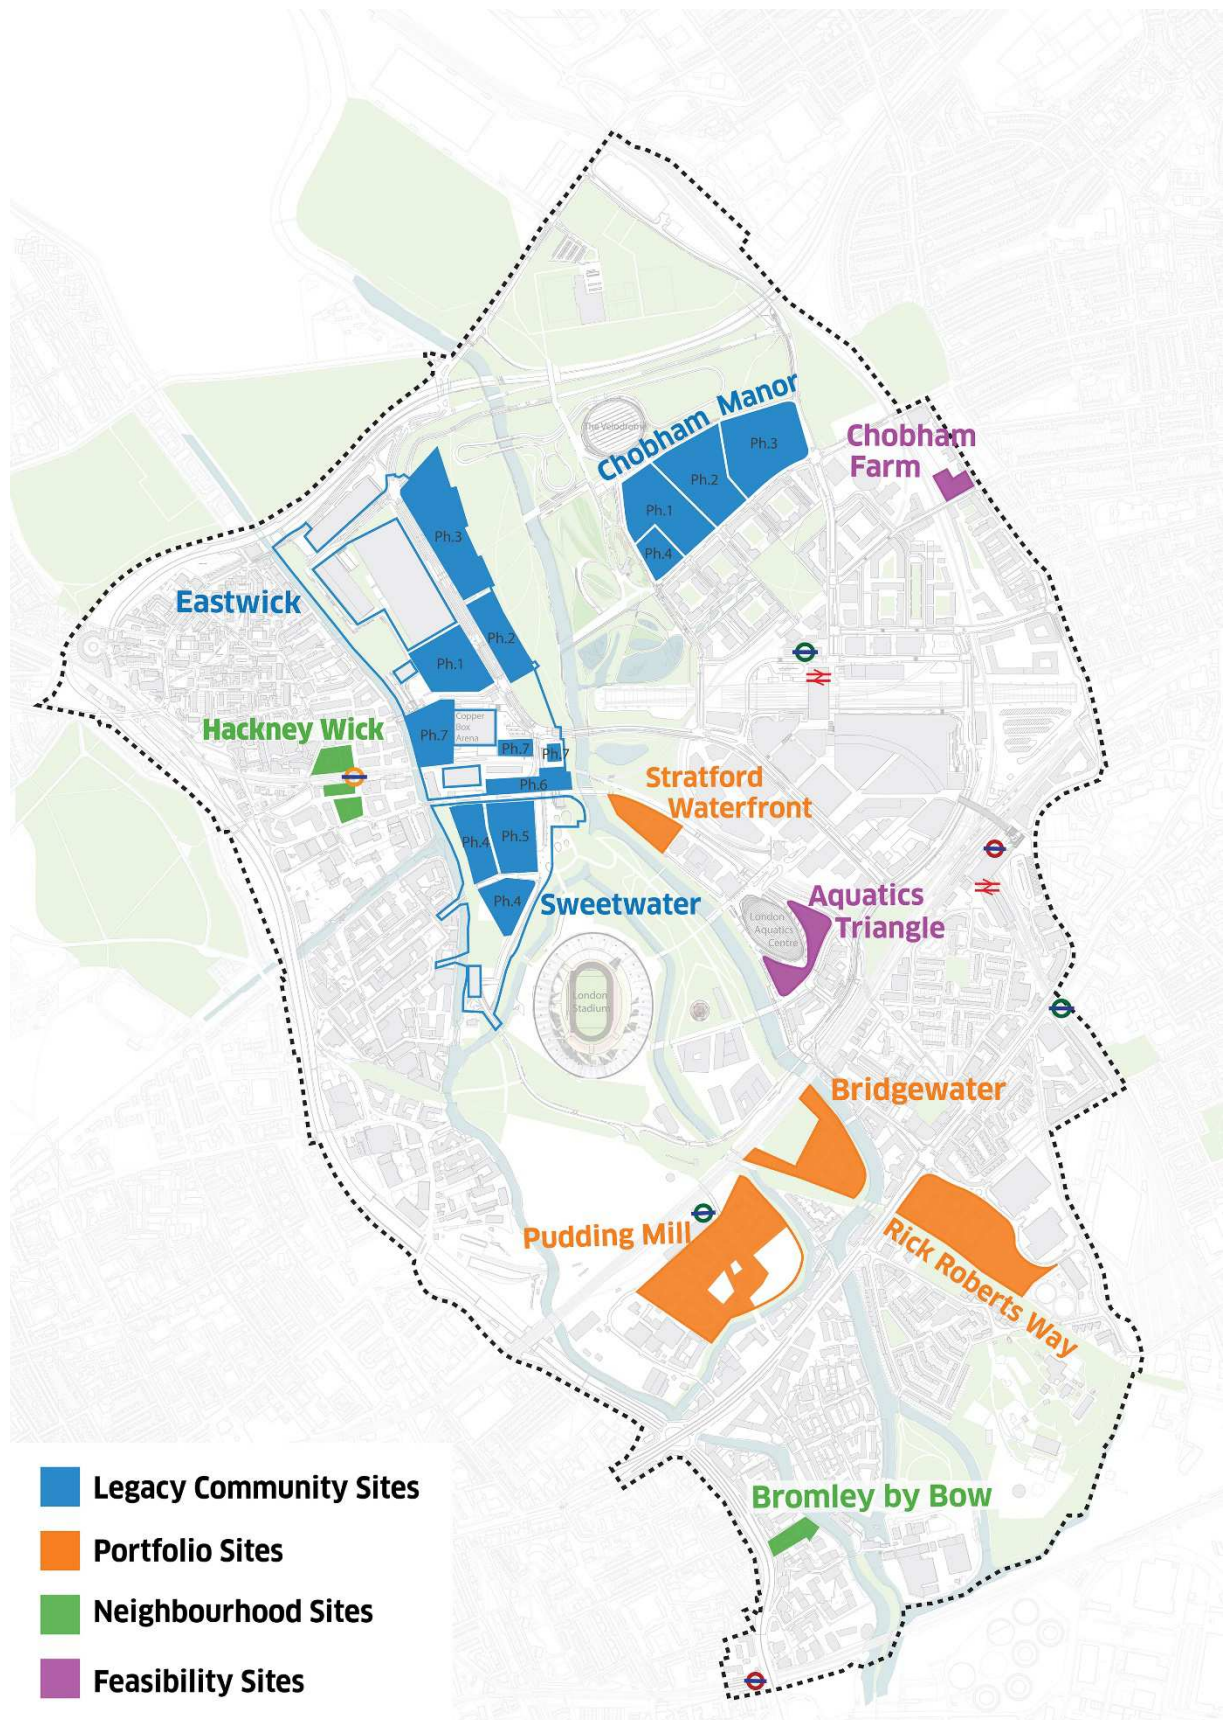 The Velodrome
Chobham Manor
Ph.3
Ph.2
Ph.1
Ph.4
Chobham
Farm
Ph.3
Eastwick
Ph.2
Ph.1
Hackney Wick
Ph.7
Copper
Box
Arena
Ph.7
Ph.7
Ph.6
Stratford
Waterfront
Ph.4
Ph.5
Ph.4
Sweetwater
Aquatics
Triangle
London
Aquatics
Centre
London
Stadium
Bridgewater
Pudding Mill
Rick Roberts Way
Bromley by Bow
Legacy Community Sites
Portfolio Sites
Neighbourhood Sites
Feasibility Sites